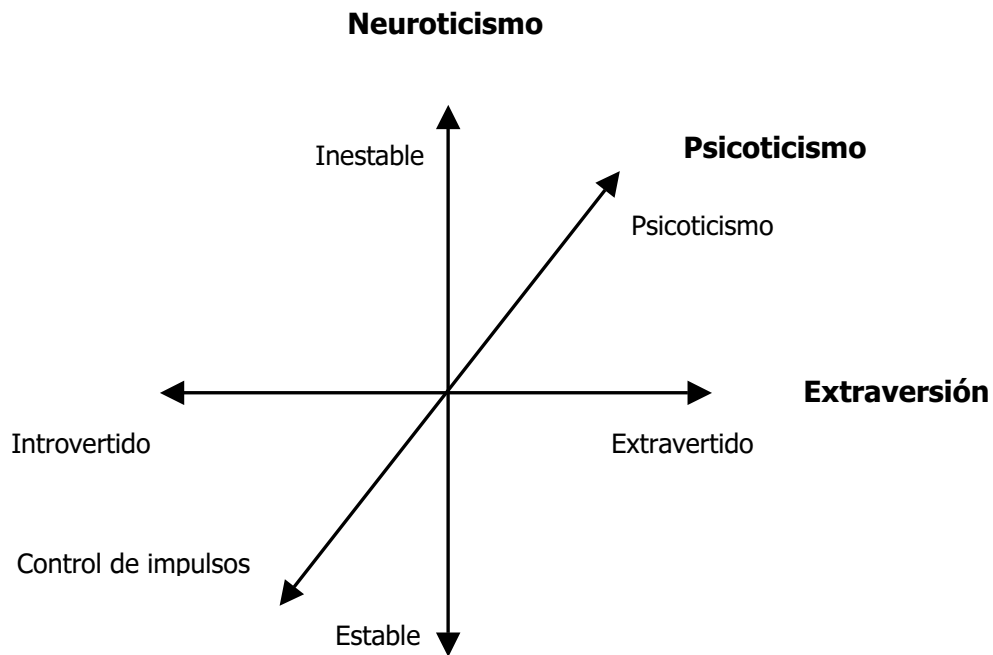 Neuroticismo
Inestable
Psicoticismo
Psicoticismo
Extraversión
Introvertido
Extravertido
Control de impulsos
Estable